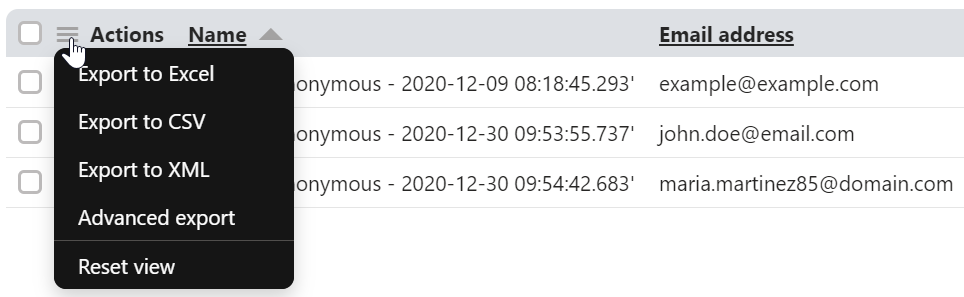 Actions Name Email address
Export to Excel
onymous - 2020-12-09 08:18:45.293' example@example.com
Export to CSV
onymous - 2020-12-30 09:53:55.737' john.doe@email.com
Export to XML
onymous - 2020-12-30 09:54:42.683' maria.martinez85@domain.com
Advanced export
Reset view